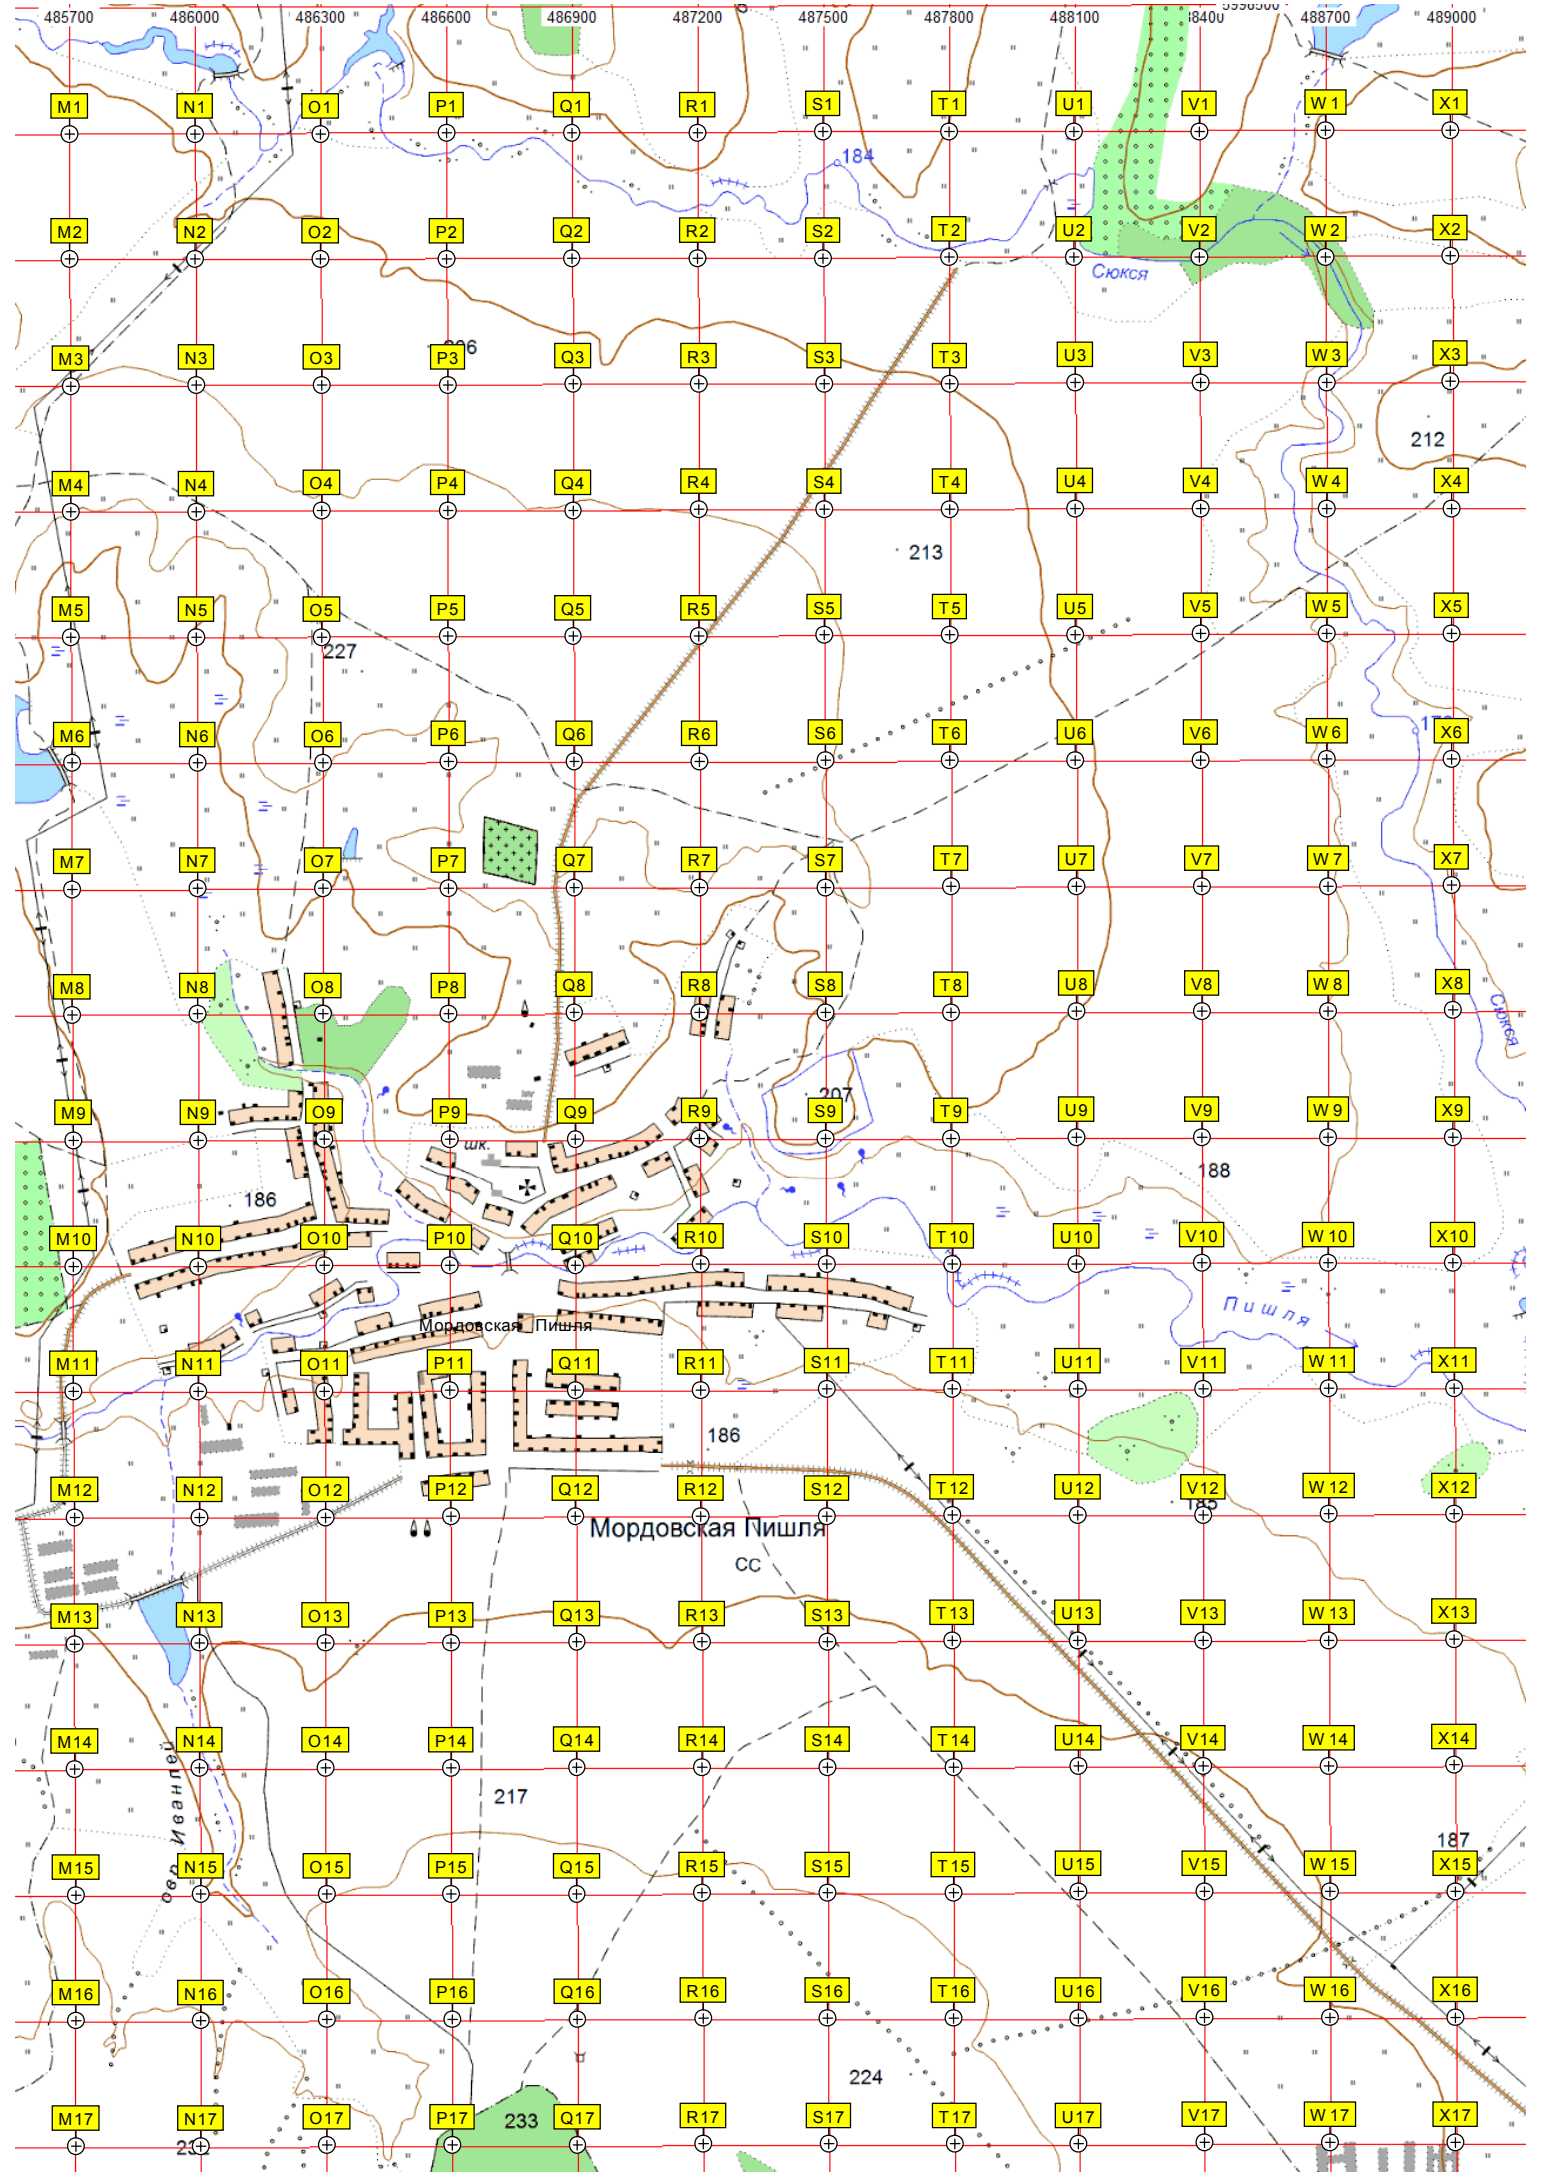 485700 486000 486300 486600 486900 487200 487500 487800 488100 488400 5998500 488700 489000
M1 N1 O1 P1 Q1 R1 S1 T1 U1 V1 W1 X1
184
M2 N2 O2 P2 Q2 R2 S2 T2 U2 V2 W2 X2
Сюкся
M3 N3 O3 P3 Q3 R3 S3 T3 U3 V3 W3 X3
212
M4 N4 O4 P4 Q4 R4 S4 T4 U4 V4 W4 X4
213
M5 N5 O5 P5 Q5 R5 S5 T5 U5 V5 W5 X5
227
M6 N6 O6 P6 Q6 R6 S6 T6 U6 V6 W6 X6
M7 N7 O7 P7 Q7 R7 S7 T7 U7 V7 W7 X7
M8 N8 O8 P8 Q8 R8 S8 T8 U8 V8 W8 X8
Сюкся
207
M9 N9 O9 P9 Q9 R9 S9 T9 U9 V9 W9 X9
шк.
188
186
M10 N10 O10 P10 Q10 R10 S10 T10 U10 V10 W10 X10
Пишля
Мордовская Пишля
M11 N11 O11 P11 Q11 R11 S11 T11 U11 V11 W11 X11
186
M12 N12 O12 P12 Q12 R12 S12 T12 U12 V12 W12 X12
185
Мордовская Пишля
СС
M13 N13 O13 P13 Q13 R13 S13 T13 U13 V13 W13 X13
M14 N14 O14 P14 Q14 R14 S14 T14 U14 V14 W14 X14
217
овр. Иванлей
187
M15 N15 O15 P15 Q15 R15 S15 T15 U15 V15 W15 X15
M16 N16 O16 P16 Q16 R16 S16 T16 U16 V16 W16 X16
224
233
M17 N17 O17 P17 Q17 R17 S17 T17 U17 V17 W17 X17